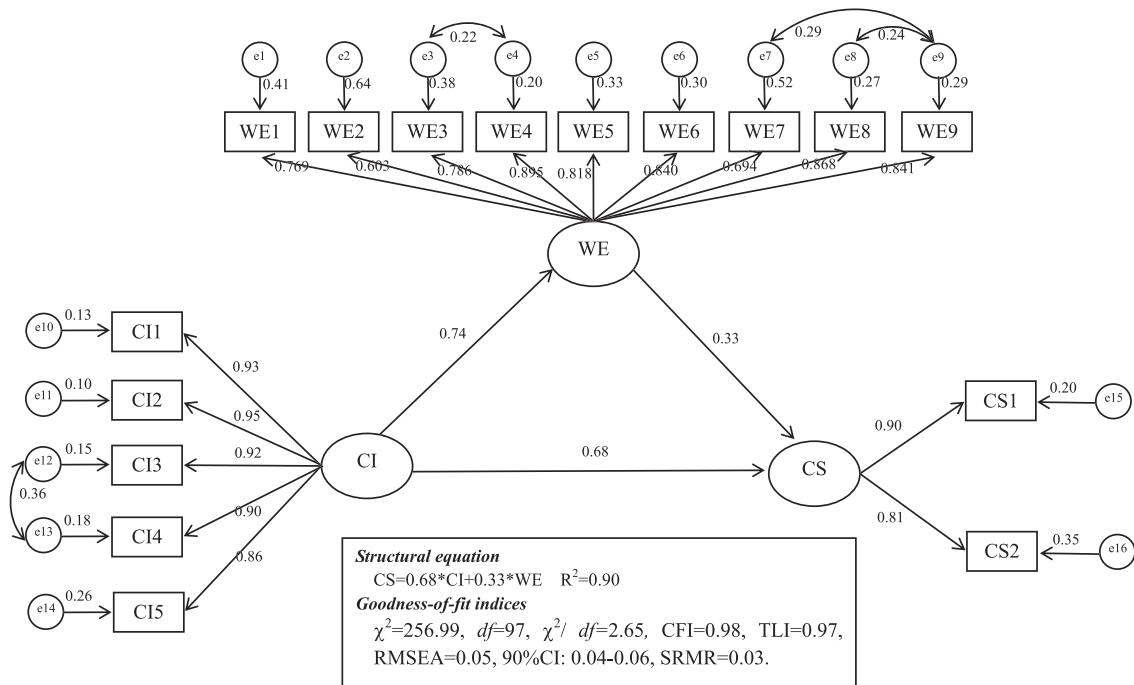 0.29
0.22
0.24
e1 e2 e3 e4 e5 e6 e7 e8 e9
0.41 0.64 0.38 0.20 0.33 0.30 0.52 0.27 0.29
WE1 WE2 WE3 WE4 WE5 WE6 WE7 WE8 WE9
0.769 0.603 0.786 0.895 0.818 0.840 0.694 0.868 0.841
WE
0.74
0.33
e10 0.13 CI1
0.93
e11 0.10 CI2
0.95
e12 0.15 CI3
0.92
0.36
e13 0.18 CI4
0.90
e14 0.26 CI5
0.86
CI
0.68
CS
0.90
CS1 0.20 e15
0.81
CS2 0.35 e16
Structural equation
CS=0.68*CI+0.33*WE R²=0.90
Goodness-of-fit indices
χ²=256.99, df=97, χ²/ df=2.65, CFI=0.98, TLI=0.97,
RMSEA=0.05, 90%CI: 0.04-0.06, SRMR=0.03.